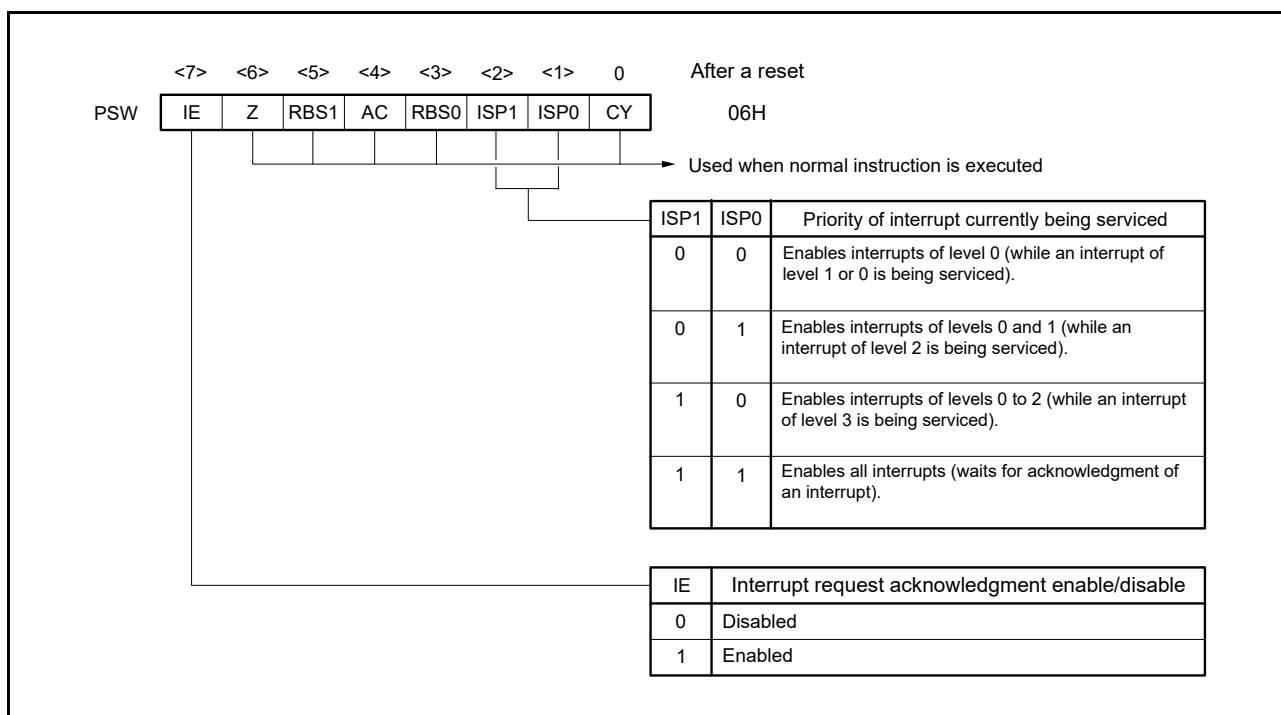 <7> <6> <5> <4> <3> <2> <1> 0 After a reset
PSW IE Z RBS1 AC RBS0 ISP1 ISP0 CY 06H
Used when normal instruction is executed
ISP1 ISP0 Priority of interrupt currently being serviced
0 0 Enables interrupts of level 0 (while an interrupt of
level 1 or 0 is being serviced).
0 1 Enables interrupts of levels 0 and 1 (while an
interrupt of level 2 is being serviced).
1 0 Enables interrupts of levels 0 to 2 (while an interrupt
of level 3 is being serviced).
1 1 Enables all interrupts (waits for acknowledgment of
an interrupt).
IE Interrupt request acknowledgment enable/disable
0 Disabled
1 Enabled